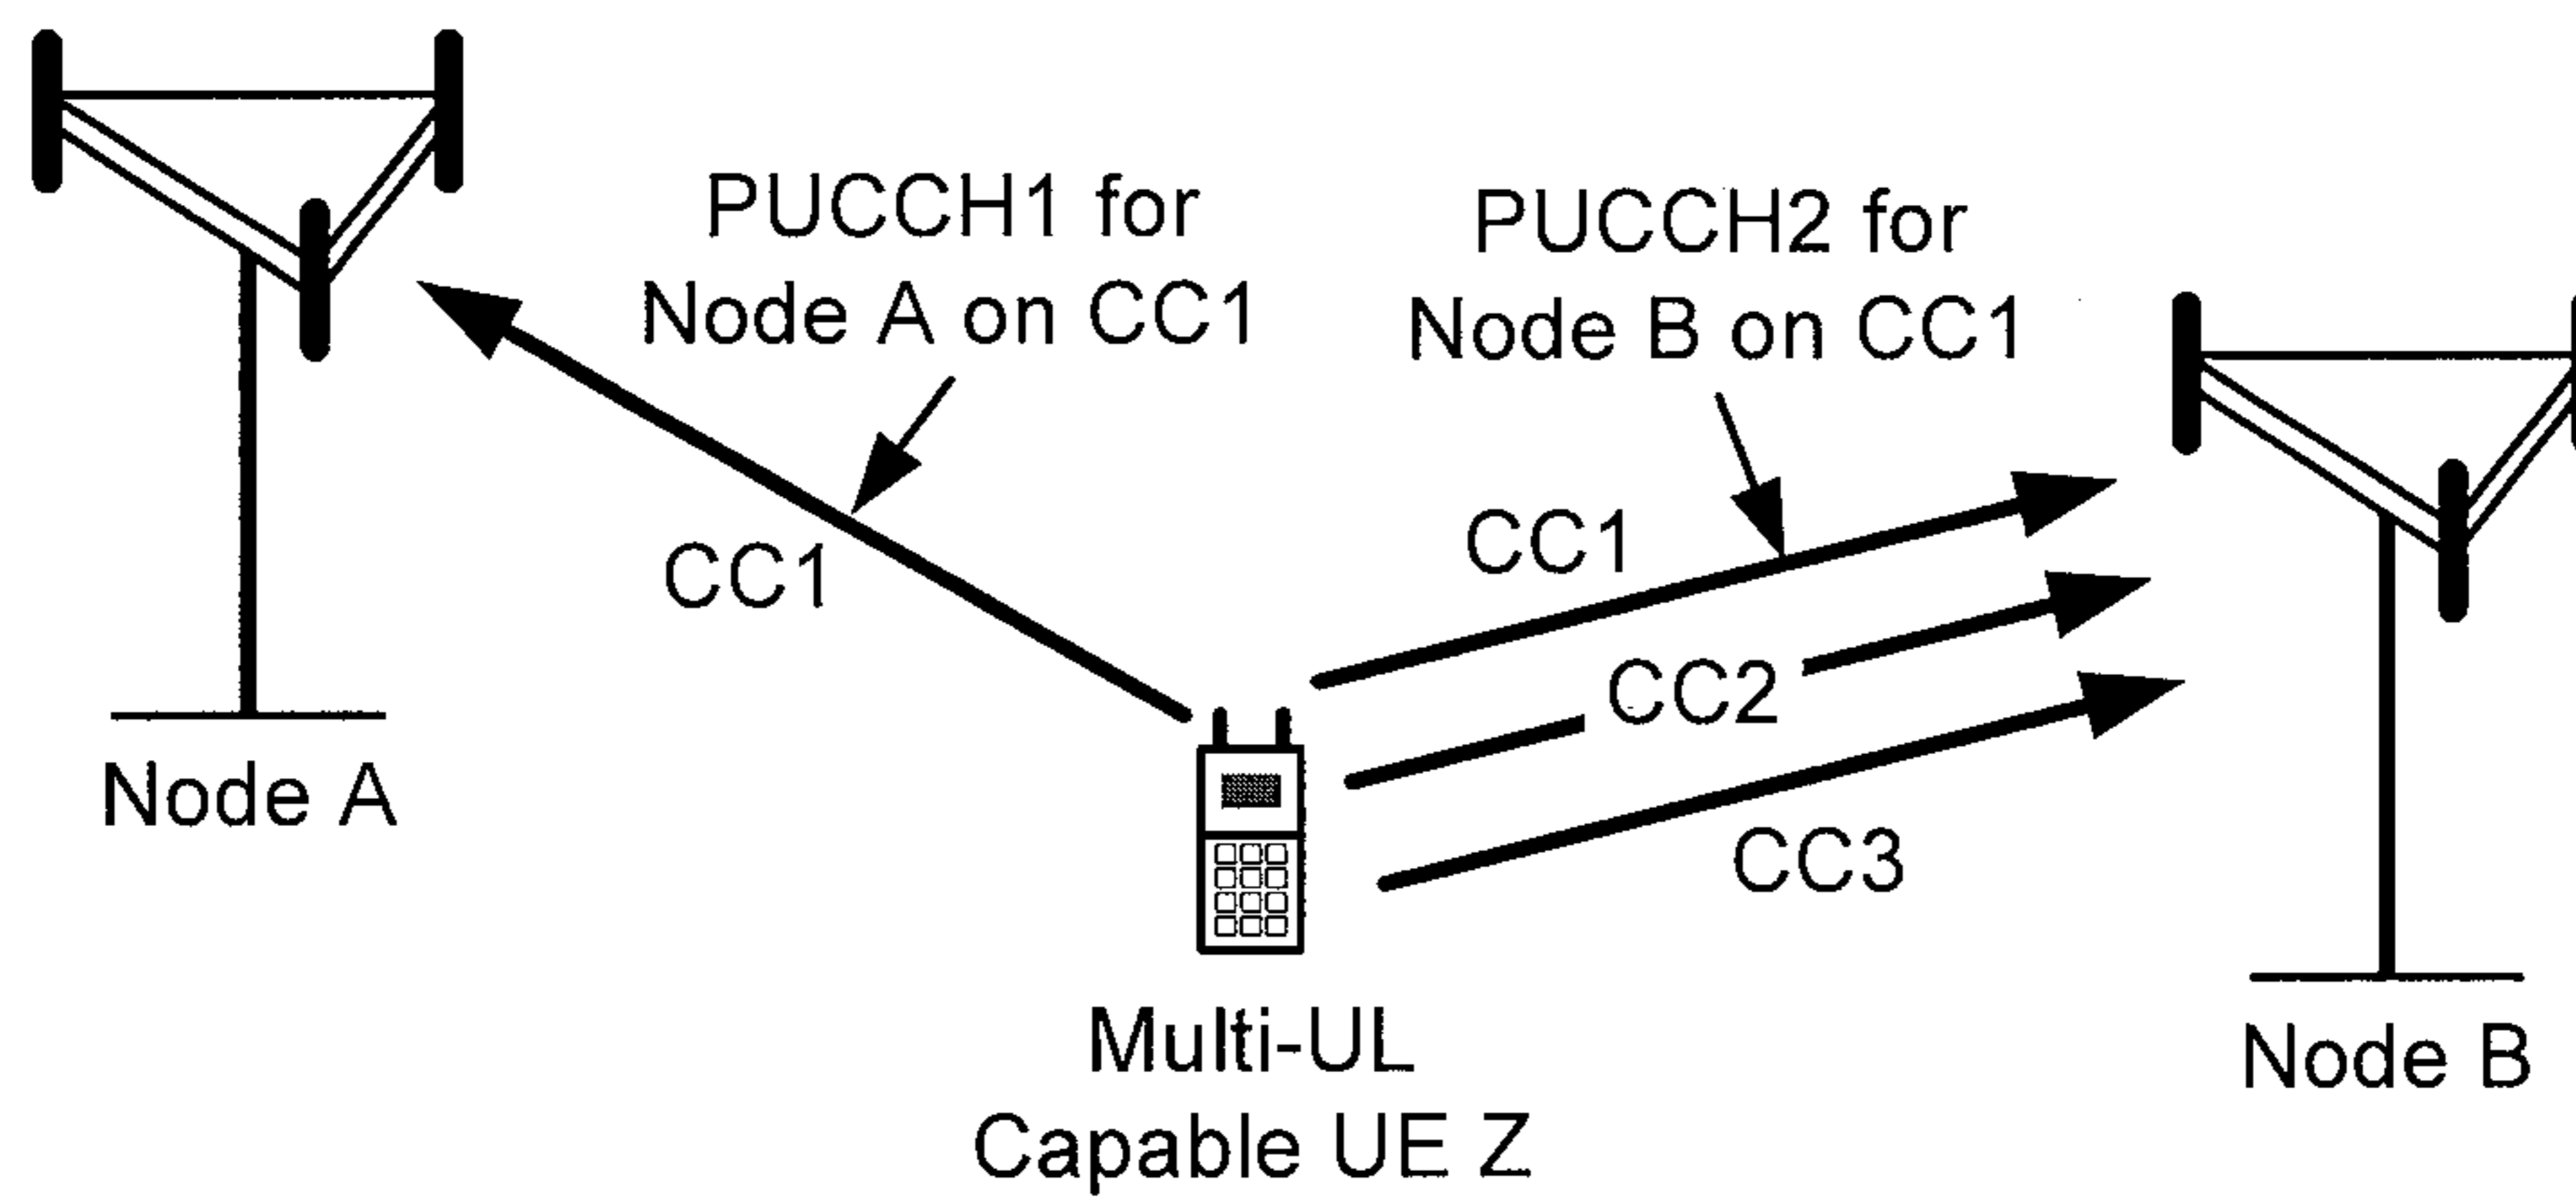 PUCCH1 for
Node A on CC1
PUCCH2 for
Node B on CC1
CC1
CC1
CC2
CC3
Node A
Multi-UL
Capable UE Z
Node B